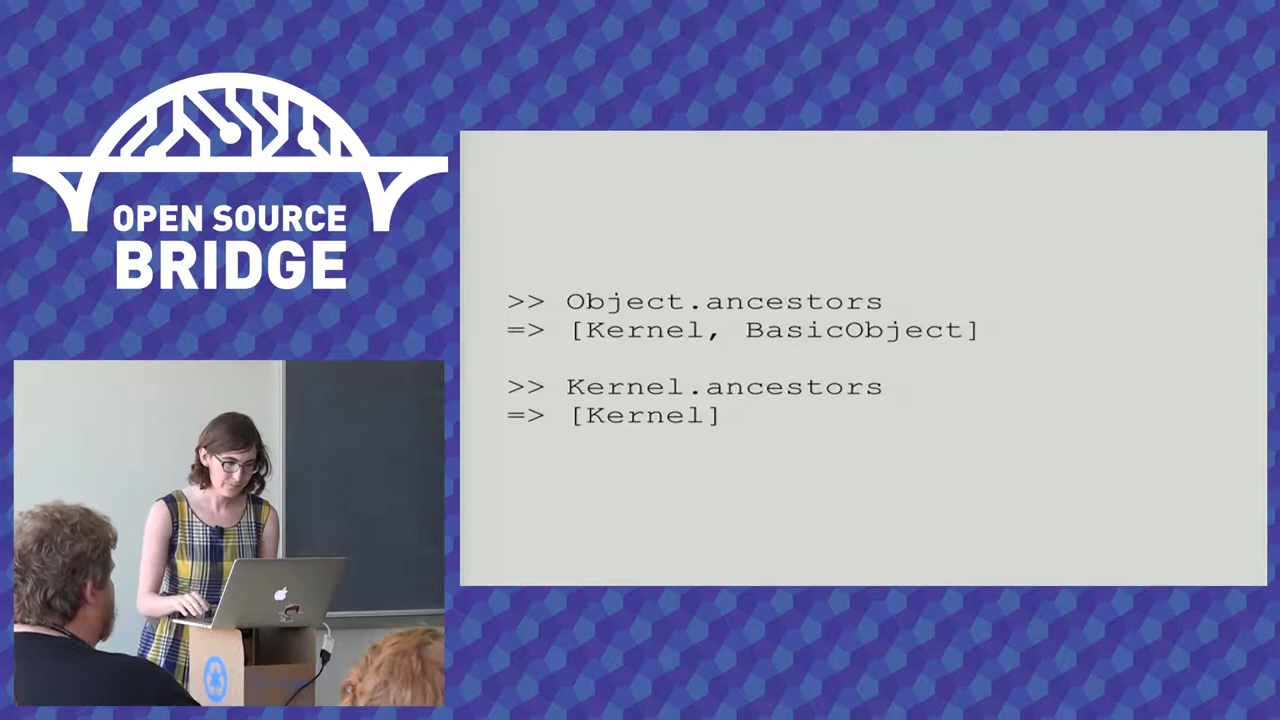 OPEN SOURCE
BRIDGE
>> Object.ancestors
=> [Kernel, BasicObject]
>> Kernel.ancestors
=> [Kernel]